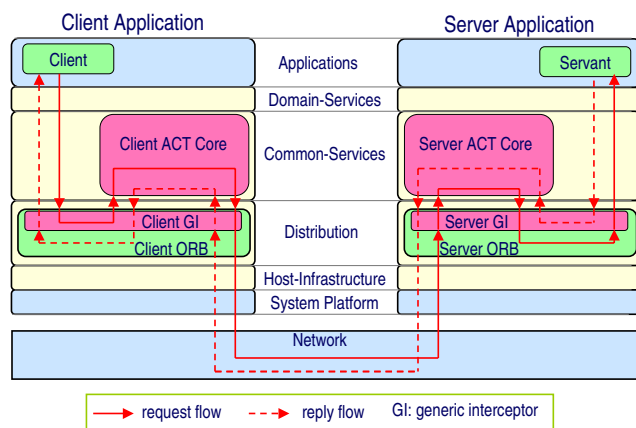 Client Application
Server Application
Client
Applications
Servant
Domain-Services
Client ACT Core
Common-Services
Server ACT Core
Client GI
Distribution
Server GI
Client ORB
Server ORB
Host-Infrastructure
System Platform
Network
request flow
reply flow
GI: generic interceptor